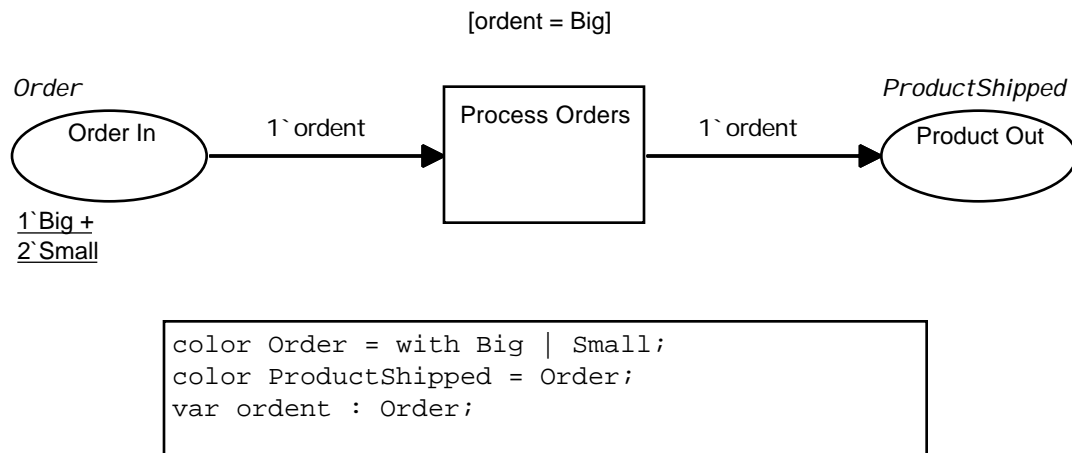 [ordent = Big]
Order
ProductShipped
Order In
1`ordent
Process Orders
1`ordent
Product Out
1`Big +
2`Small
color Order = with Big | Small;
color ProductShipped = Order;
var ordent : Order;